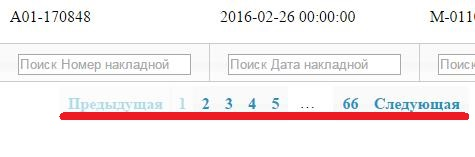 A01-170848 2016-02-26 00:00:00 M-011
Поиск Номер накладной Поиск Дата накладной
Предыдущая 1 2 3 4 5 … 66 Следующая